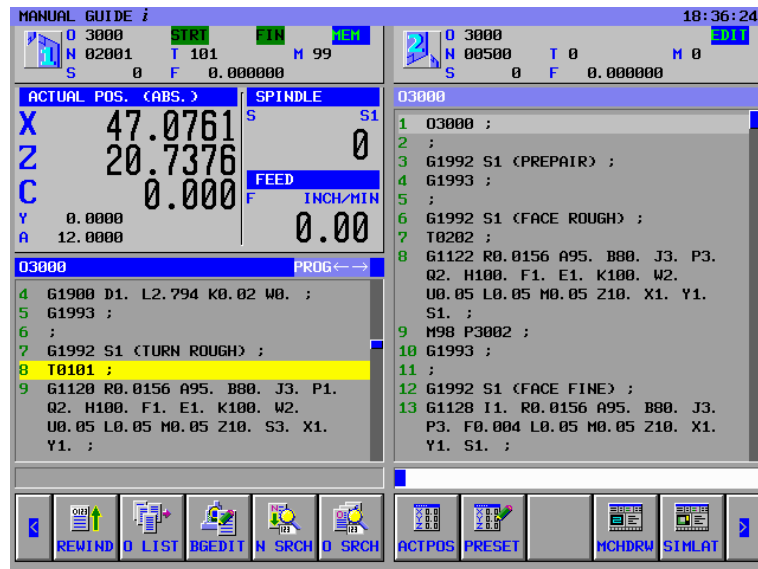 MANUAL GUIDE i 18:36:24
1 O 3000 STRT FIN MEM
N 02001 T 101 M 99
S 0 F 0.000000
2 O 3000 EDIT
N 00500 T 0 M 0
S 0 F 0.000000
ACTUAL POS. (ABS.)
X 47.0761
Z 20.7376
C 0.000
Y 0.0000
A 12.0000
SPINDLE
S S1
0
FEED
F INCH/MIN
0.00
O3000 PROG←→
4 G1900 D1. L2.794 K0.02 W0. ;
5 G1993 ;
6 ;
7 G1992 S1 (TURN ROUGH) ;
8 T0101 ;
9 G1120 R0.0156 A95. B80. J3. P1.
Q2. H100. F1. E1. K100. W2.
U0.05 L0.05 M0.05 Z10. S3. X1.
Y1. ;
O3000
1 O3000 ;
2 ;
3 G1992 S1 (PREPAIR) ;
4 G1993 ;
5 ;
6 G1992 S1 (FACE ROUGH) ;
7 T0202 ;
8 G1122 R0.0156 A95. B80. J3. P3.
Q2. H100. F1. E1. K100. W2.
U0.05 L0.05 M0.05 Z10. X1. Y1.
S1. ;
9 M98 P3002 ;
10 G1993 ;
11 ;
12 G1992 S1 (FACE FINE) ;
13 G1128 I1. R0.0156 A95. B80. J3.
P3. F0.004 L0.05 M0.05 Z10. X1.
Y1. S1. ;
REWIND O LIST BGEDIT N SRCH O SRCH ACTPOS PRESET MCHDRW SIMLAT